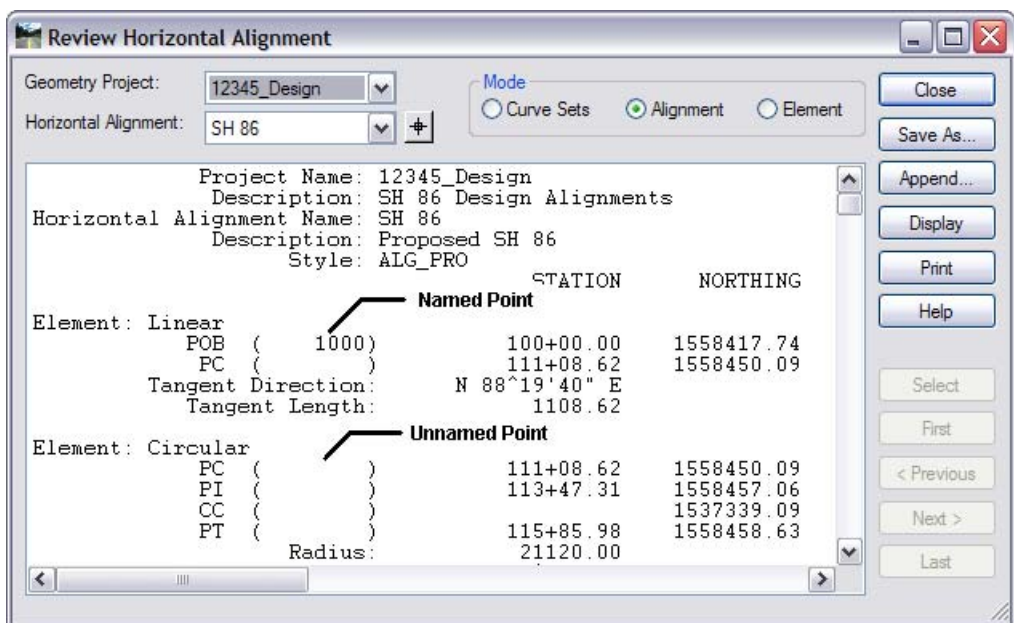 Review Horizontal Alignment
Geometry Project: 12345_Design
Horizontal Alignment: SH 86
Mode
Curve Sets Alignment Element
Close
Save As...
Append...
Display
Print
Help
Select
First
< Previous
Next >
Last
Project Name: 12345_Design
Description: SH 86 Design Alignments
Horizontal Alignment Name: SH 86
Description: Proposed SH 86
Style: ALG_PRO
STATION NORTHING
Named Point
Element: Linear
POB ( 1000) 100+00.00 1558417.74
PC ( ) 111+08.62 1558450.09
Tangent Direction: N 88^19'40" E
Tangent Length: 1108.62
Unnamed Point
Element: Circular
PC ( ) 111+08.62 1558450.09
PI ( ) 113+47.31 1558457.06
CC ( ) 1537339.09
PT ( ) 115+85.98 1558458.63
Radius: 21120.00